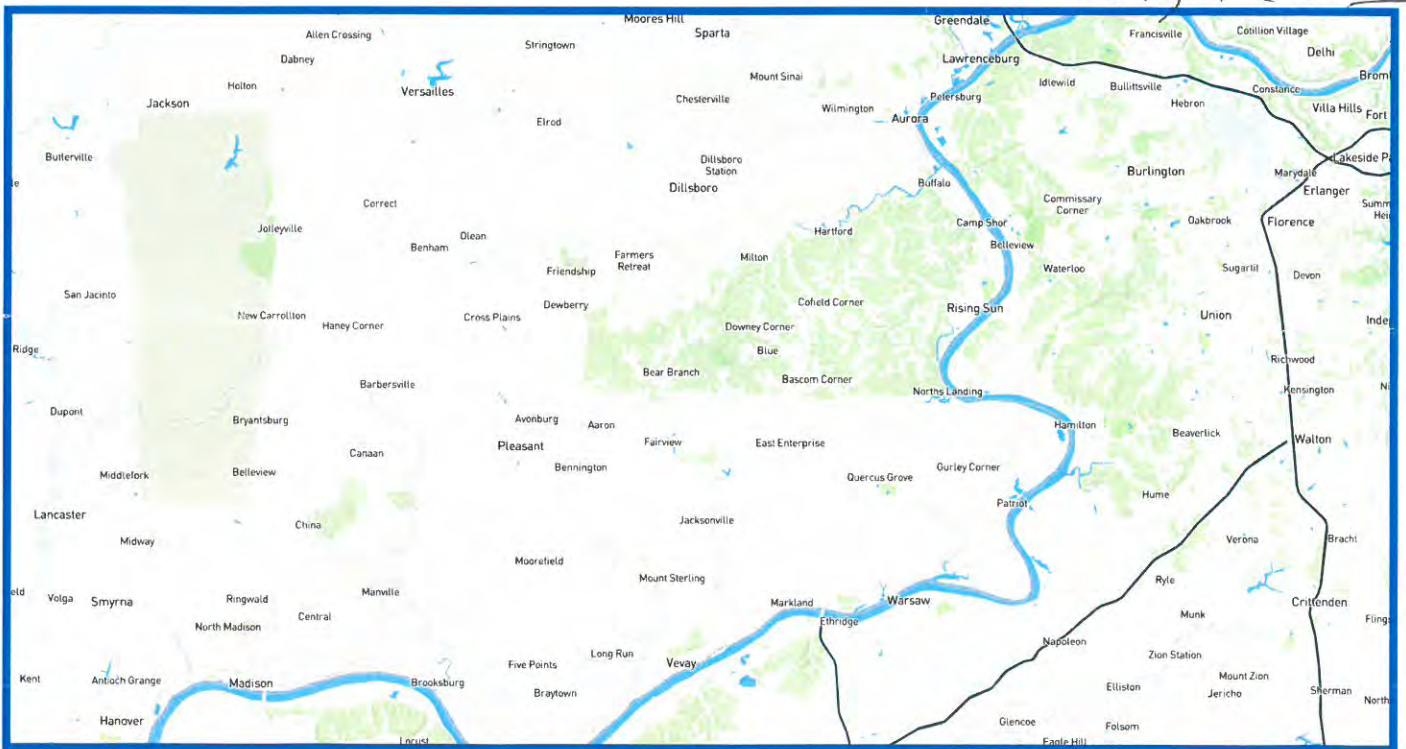 Moores Hill
Greendale
Allen Crossing
Sparta
Francisville
Cotillion Village
Stringtown
Delhi
Dabney
Lawrenceburg
Mount Sinai
Holton
Versailles
Idlewild
Bullittsville
Constance
Jackson
Chesterville
Wilmington
Petersburg
Hebron
Villa Hills
Fort
Elrod
Aurora
Butlerville
Dillsboro
Station
Burlington
Lakeside
Marydale
Dillsboro
Buffalo
Erlanger
Correct
Commissary
Corner
Jolleyville
Olean
Hartford
Camp Shor
Oakbrook
Florence
Benham
Belleview
Farmers
Retreat
Milton
Friendship
Waterloo
Sugartit
Devon
San Jacinto
Dewberry
Cofield Corner
Rising Sun
New Carrollton
Haney Corner
Cross Plains
Downey Corner
Union
Ridge
Blue
Richwood
Bear Branch
Bascom Corner
Barbersville
Norths Landing
Kensington
Dupont
Bryantsburg
Avonburg
Aaron
Hamilton
Pleasant
Fairview
East Enterprise
Beaverlick
Walton
Canaan
Bennington
Middlefork
Belleview
Quercus Grove
Gurley Corner
Hume
Patriot
Lancaster
China
Jacksonville
Midway
Verona
Bracht
Moorefield
Mount Sterling
Ryle
Volga
Smyrna
Ringwald
Manville
Markland
Warsaw
Crittenden
Central
Ethridge
Munk
North Madison
Napoleon
Long Run
Vevay
Zion Station
Five Points
Kent
Antioch Grange
Madison
Brooksburg
Braytown
Elliston
Mount Zion
Jericho
Sherman
North
Hanover
Glencoe
Folsom
Locust
Eagle Hill